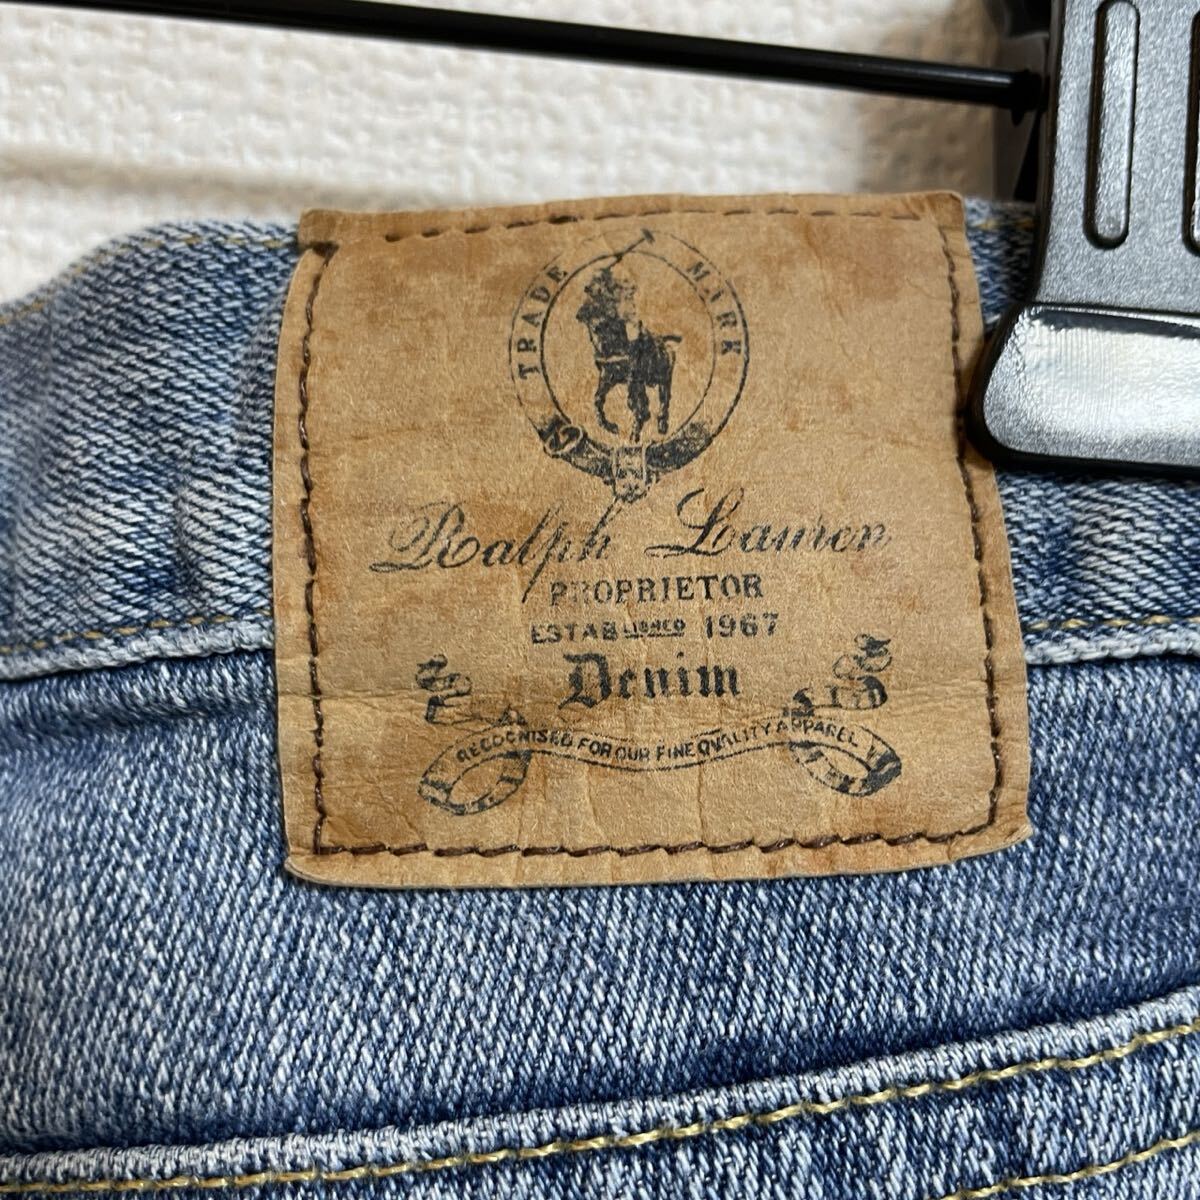 TRADE MARK
Ralph Lauren
PROPRIETOR
ESTABLISHED 1967
Denim
RECOGNISED FOR OUR FINE QUALITY APPAREL